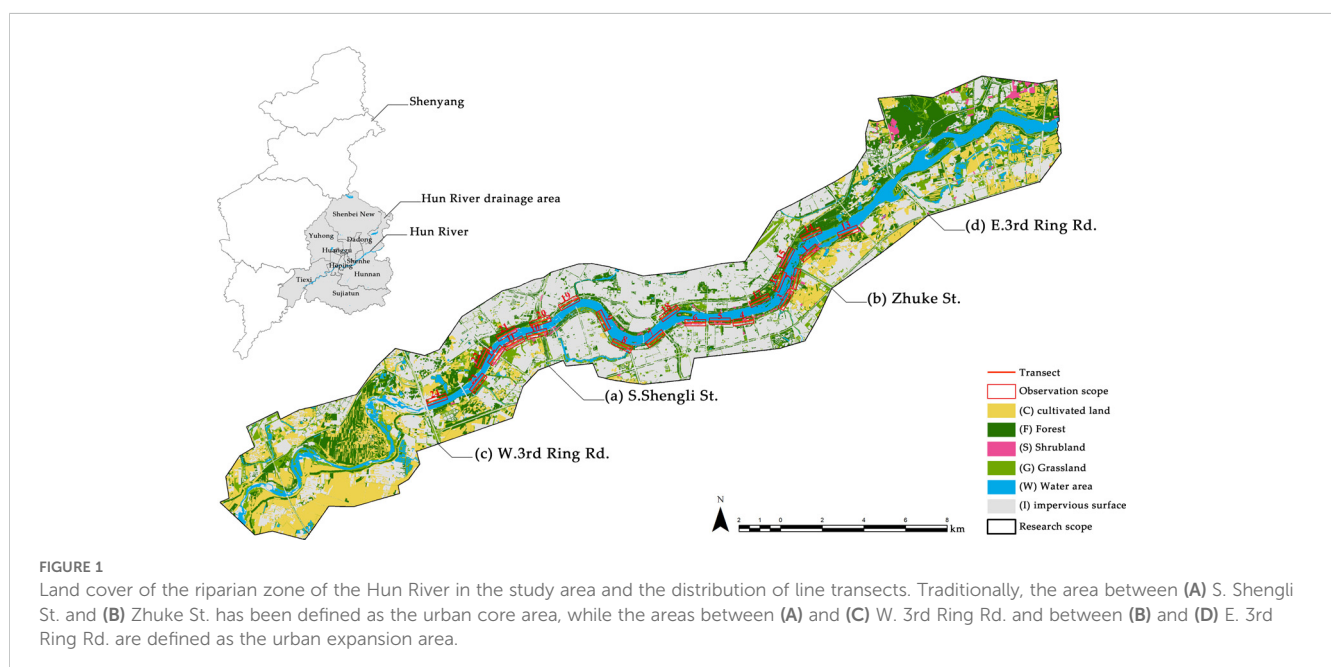 Shenyang
Hun River drainage area
Hun River
Shenbei New
Yuhong
Dadong
Huanggu
Shenhe
Heping
Hunnan
Tiexi
Sujiatun
(d) E.3rd Ring Rd.
(b) Zhuke St.
(a) S.Shengli St.
(c) W.3rd Ring Rd.
19
15
Transect
Observation scope
(C) cultivated land
(F) Forest
(S) Shrubland
(G) Grassland
(W) Water area
(I) impervious surface
Research scope
N
2 1 0 2 4 6 8
km
FIGURE 1
Land cover of the riparian zone of the Hun River in the study area and the distribution of line transects. Traditionally, the area between (A) S. Shengli
St. and (B) Zhuke St. has been defined as the urban core area, while the areas between (A) and (C) W. 3rd Ring Rd. and between (B) and (D) E. 3rd
Ring Rd. are defined as the urban expansion area.